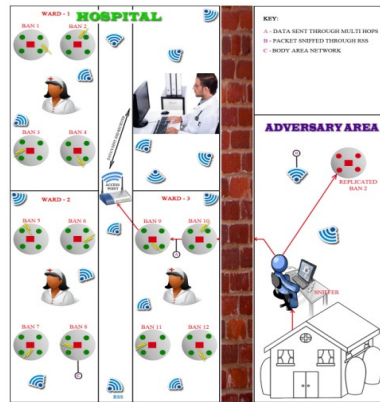 WARD - 1
HOSPITAL
BAN 1
BAN 2
BAN 3
BAN 4
ACCESS
POINT
WARD - 2
WARD - 3
BAN 5
BAN 6
BAN 9
BAN 10
A
BAN 7
BAN 8
C
BAN 11
BAN 12
RSS
KEY:
A - DATA SENT THROUGH MULTI HOPS
B - PACKET SNIFFED THROUGH RSS
C - BODY AREA NETWORK
ADVERSARY AREA
REPLICATED
BAN 2
SNIFFER